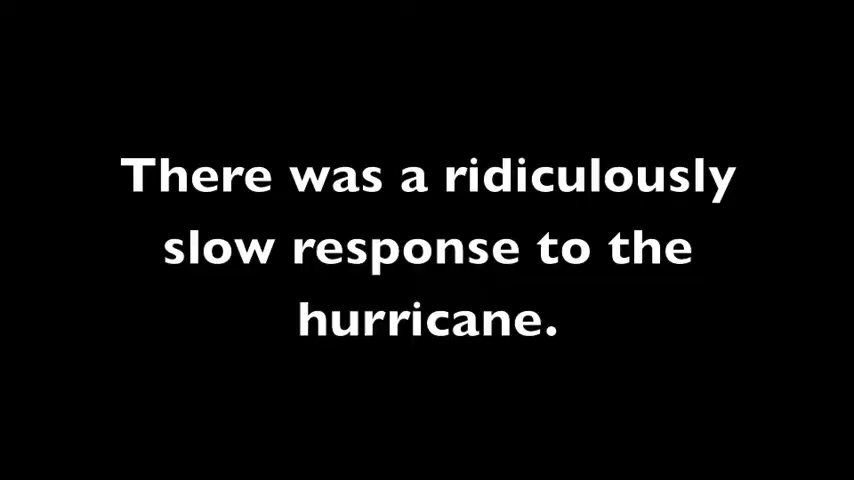 There was a ridiculously
slow response to the
hurricane.